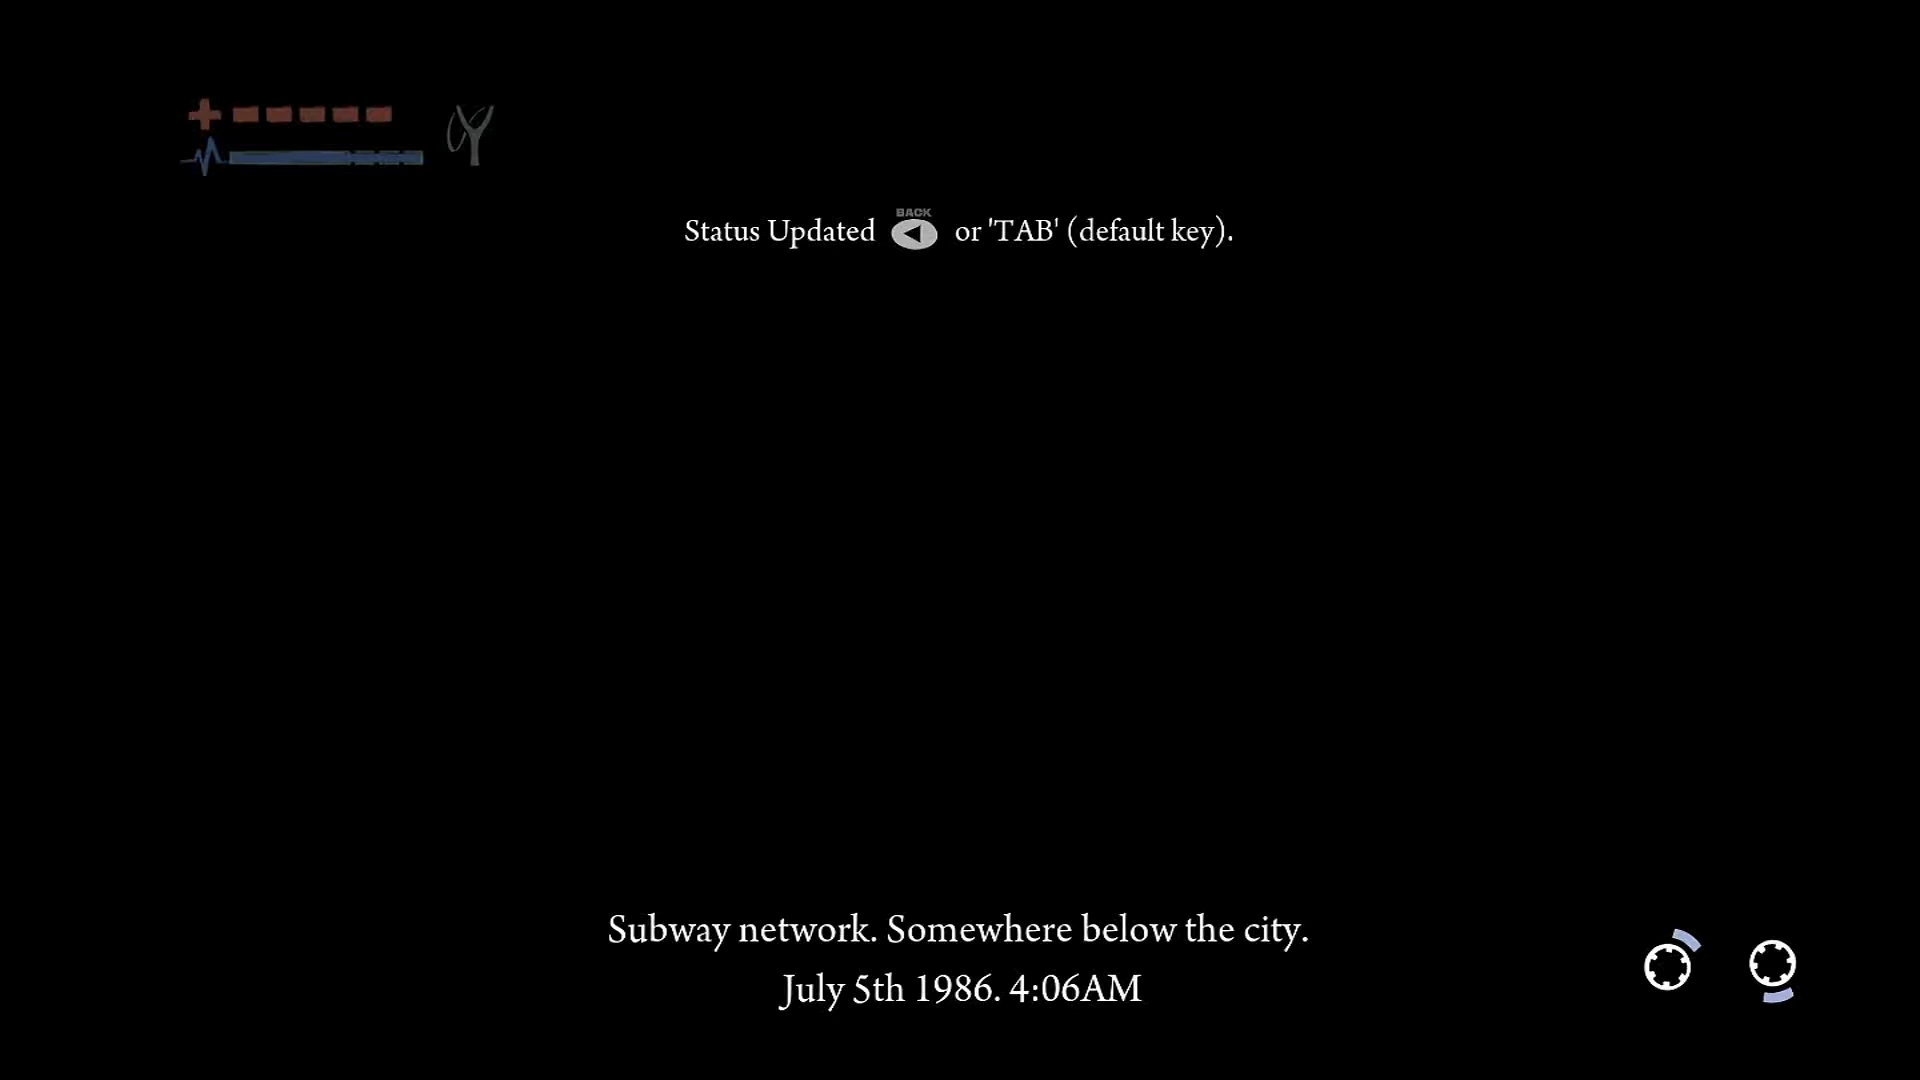 BACK
Status Updated or 'TAB' (default key).
Subway network. Somewhere below the city.
July 5th 1986. 4:06AM